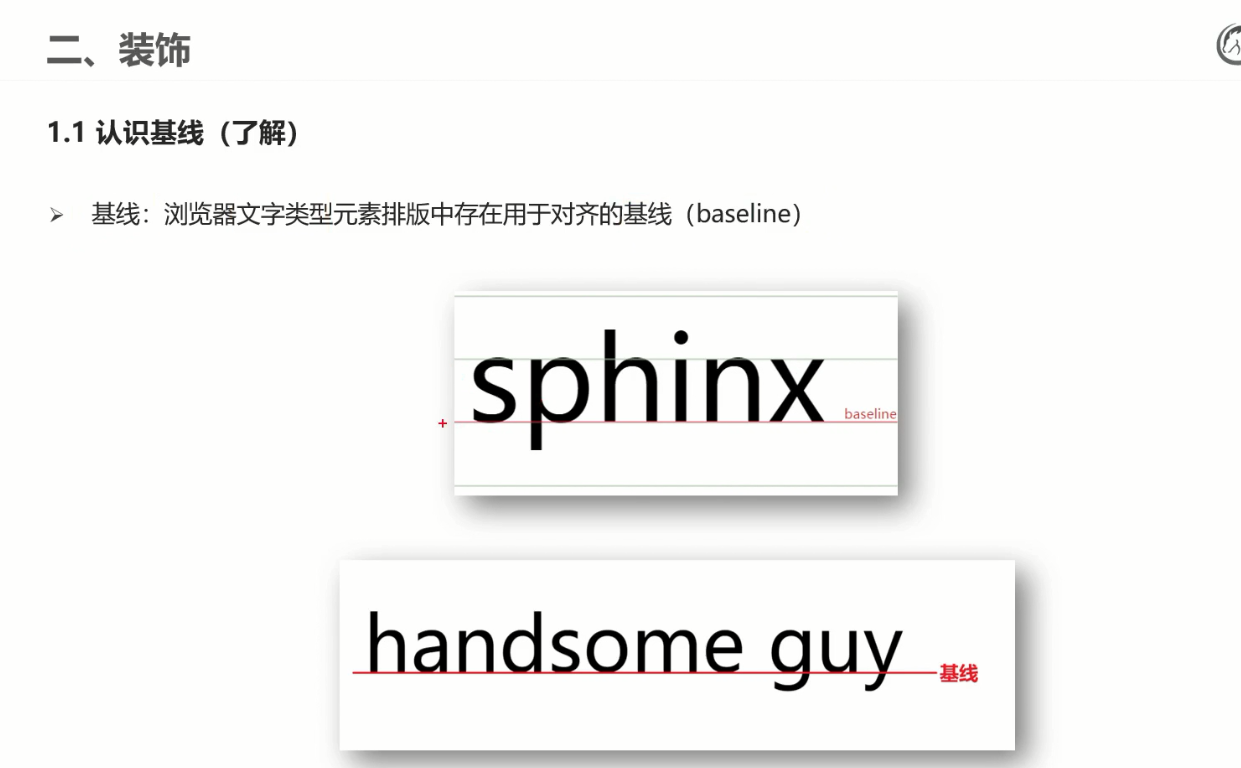 二、装饰
1.1 认识基线（了解）
基线：浏览器文字类型元素排版中存在用于对齐的基线（baseline）
sphinx
baseline
handsome guy
基线